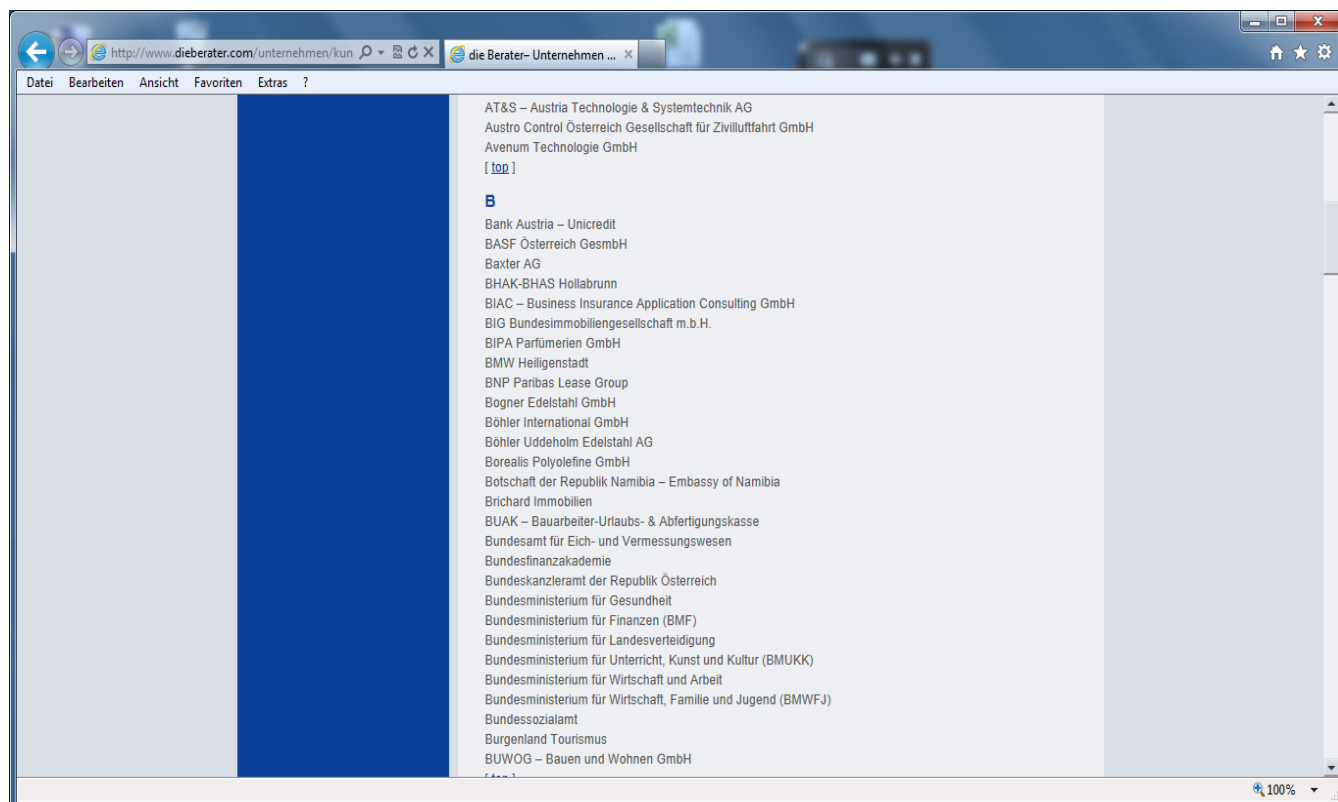 http://www.dieberater.com/unternehmen/kun
die Berater– Unternehmen ...
Datei Bearbeiten Ansicht Favoriten Extras ?
AT&S – Austria Technologie & Systemtechnik AG
Austro Control Österreich Gesellschaft für Zivilluftfahrt GmbH
Avenum Technologie GmbH
[ top ]
B
Bank Austria – Unicredit
BASF Österreich GesmbH
Baxter AG
BHAK-BHAS Hollabrunn
BIAC – Business Insurance Application Consulting GmbH
BIG Bundesimmobiliengesellschaft m.b.H.
BIPA Parfümerien GmbH
BMW Heiligenstadt
BNP Paribas Lease Group
Bogner Edelstahl GmbH
Böhler International GmbH
Böhler Uddeholm Edelstahl AG
Borealis Polyolefine GmbH
Botschaft der Republik Namibia – Embassy of Namibia
Brichard Immobilien
BUAK – Bauarbeiter-Urlaubs- & Abfertigungskasse
Bundesamt für Eich- und Vermessungswesen
Bundesfinanzakademie
Bundeskanzleramt der Republik Österreich
Bundesministerium für Gesundheit
Bundesministerium für Finanzen (BMF)
Bundesministerium für Landesverteidigung
Bundesministerium für Unterricht, Kunst und Kultur (BMUKK)
Bundesministerium für Wirtschaft und Arbeit
Bundesministerium für Wirtschaft, Familie und Jugend (BMWFJ)
Bundessozialamt
Burgenland Tourismus
BUWOG – Bauen und Wohnen GmbH
[ top ]
100%